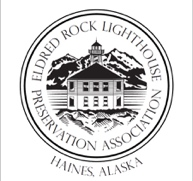 ELDRED ROCK LIGHTHOUSE
PRESERVATION ASSOCIATION
HAINES, ALASKA